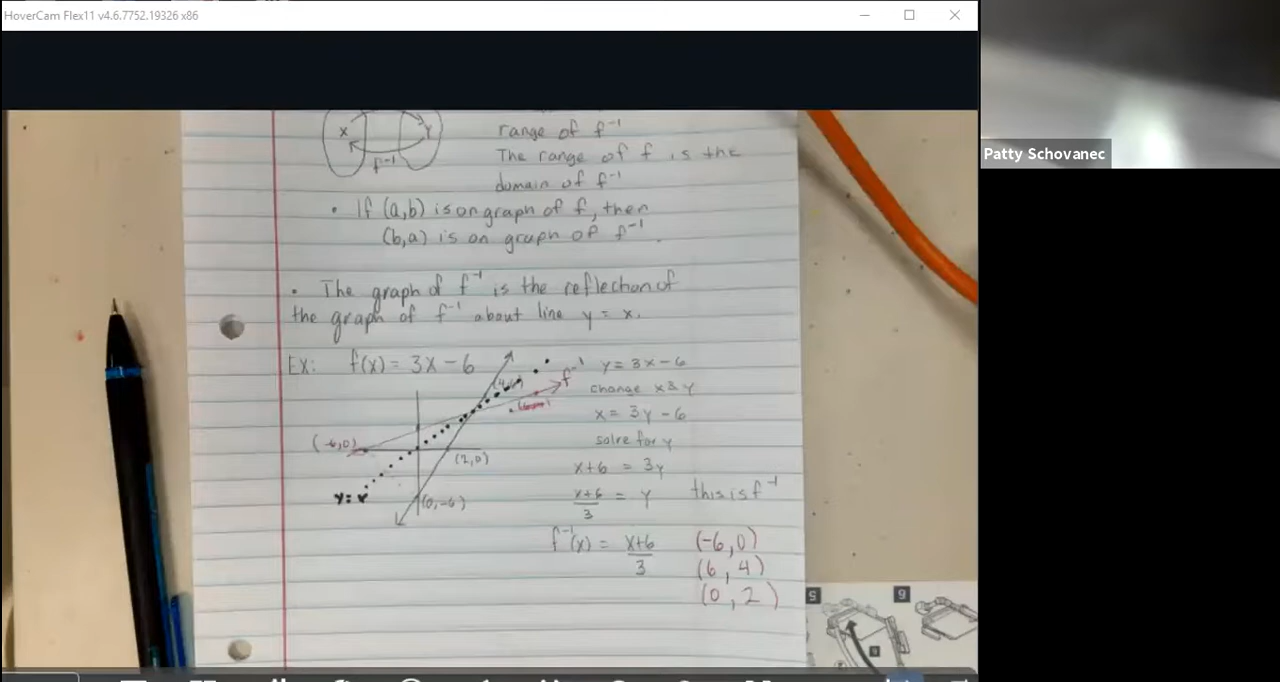 HoverCam Flex11 v4.6.7752.19326 x86
Patty Schovanec
x
y
f⁻¹
range of f⁻¹
The range of f is the
domain of f⁻¹
• If (a,b) is on graph of f, then
(b,a) is on graph of f⁻¹.
• The graph of f⁻¹ is the reflection of
the graph of f⁻¹ about line y = x.
EX: f(x) = 3x - 6
f⁻¹
(-6,0)
(2,0)
y = x
(0,-6)
y = 3x - 6
change x & y
x = 3y - 6
solve for y
x+6 = 3y
x+6/3 = y this is f⁻¹
f⁻¹(x) = x+6/3
(-6,0)
(6,4)
(0,2)
5
6